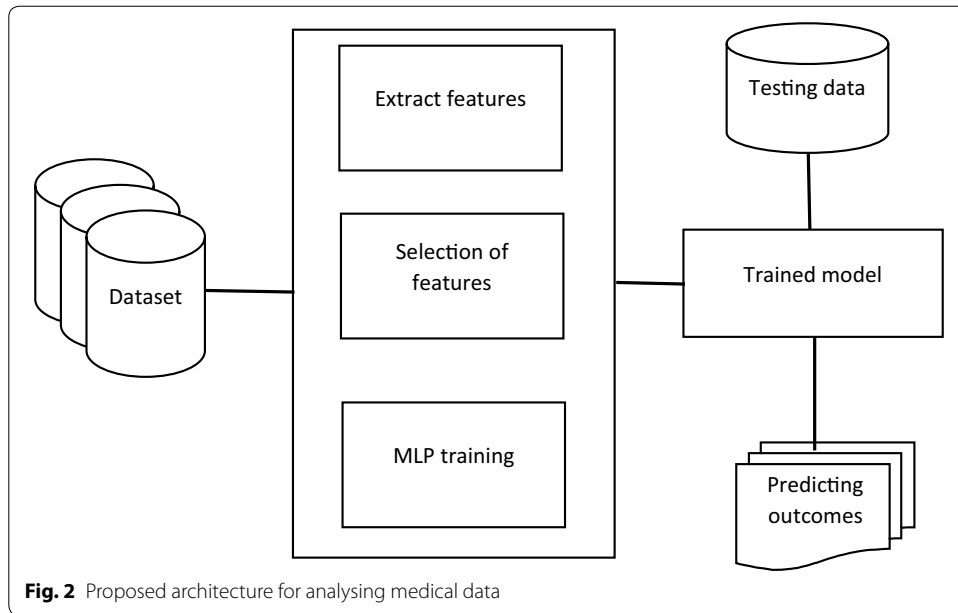 Extract features
Testing data
Selection of
features
Dataset
Trained model
MLP training
Predicting
outcomes
Fig. 2 Proposed architecture for analysing medical data